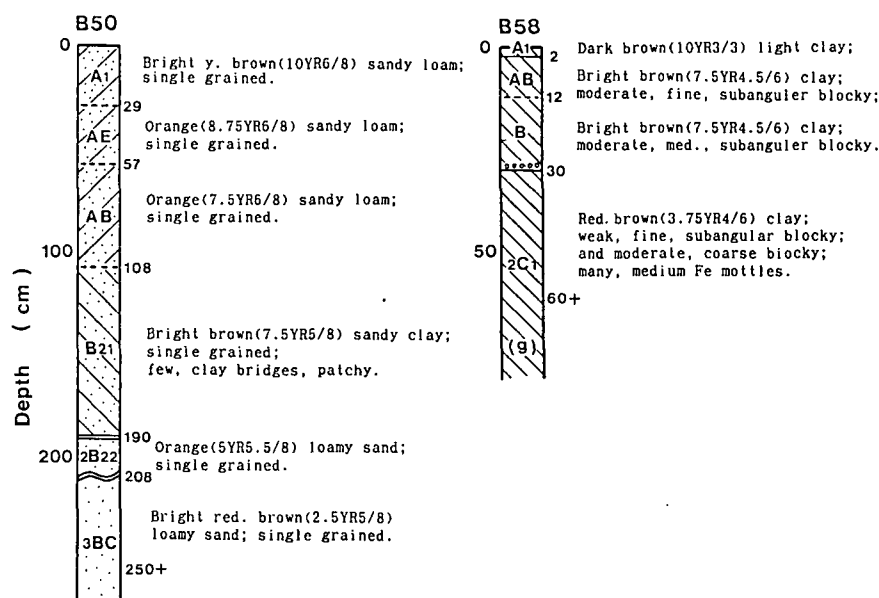 B50
0
A1
Bright y. brown(10YR6/8) sandy loam;
single grained.
29
AE
Orange(8.75YR6/8) sandy loam;
single grained.
57
AB
Orange(7.5YR6/8) sandy loam;
single grained.
100
108
B21
Bright brown(7.5YR5/8) sandy clay;
single grained;
few, clay bridges, patchy.
190
200
2B22
Orange(5YR5.5/8) loamy sand;
single grained.
208
3BC
Bright red. brown(2.5YR5/8)
loamy sand; single grained.
250+
Depth (cm)
B58
0
A1
Dark brown(10YR3/3) light clay;
2
AB
Bright brown(7.5YR4.5/6) clay;
moderate, fine, subanguler blocky;
12
B
Bright brown(7.5YR4.5/6) clay;
moderate, med., subanguler blocky.
30
50
2C1
Red. brown(3.75YR4/6) clay;
weak, fine, subangular blocky;
and moderate, coarse blocky;
many, medium Fe mottles.
60+
(g)